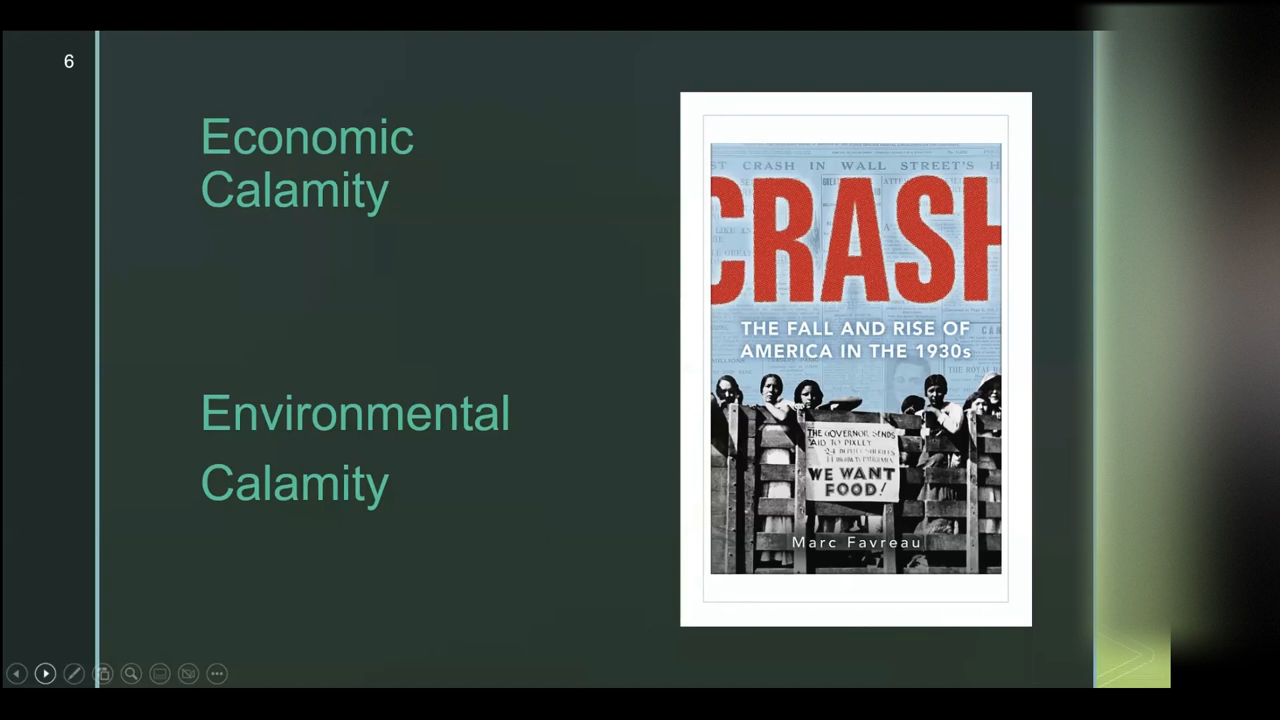 6
Economic
Calamity
Environmental
Calamity
ST CRASH IN WALL STREET'S H
CRASH
THE FALL AND RISE OF
AMERICA IN THE 1930s
THE GOVERNOR SENDS
AID TO PIXLEY
WE WANT
FOOD!
Marc Favreau